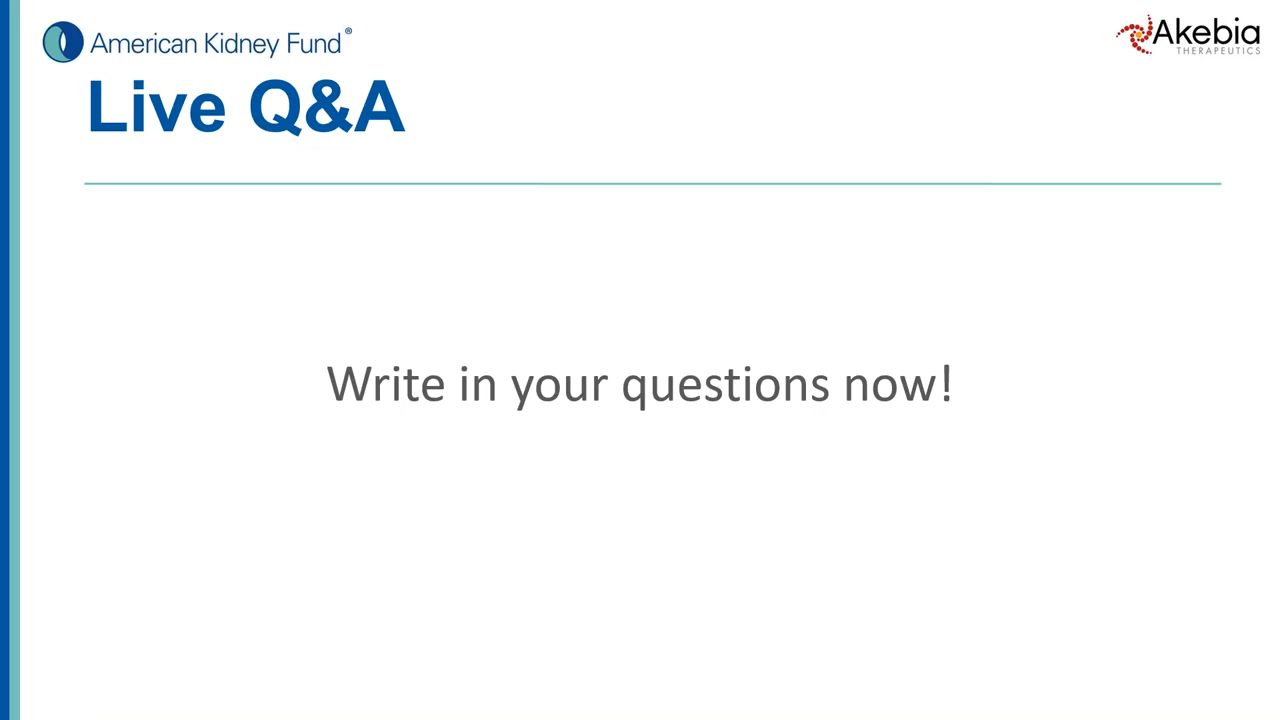 American Kidney Fund®
Akebia
THERAPEUTICS
Live Q&A
Write in your questions now!